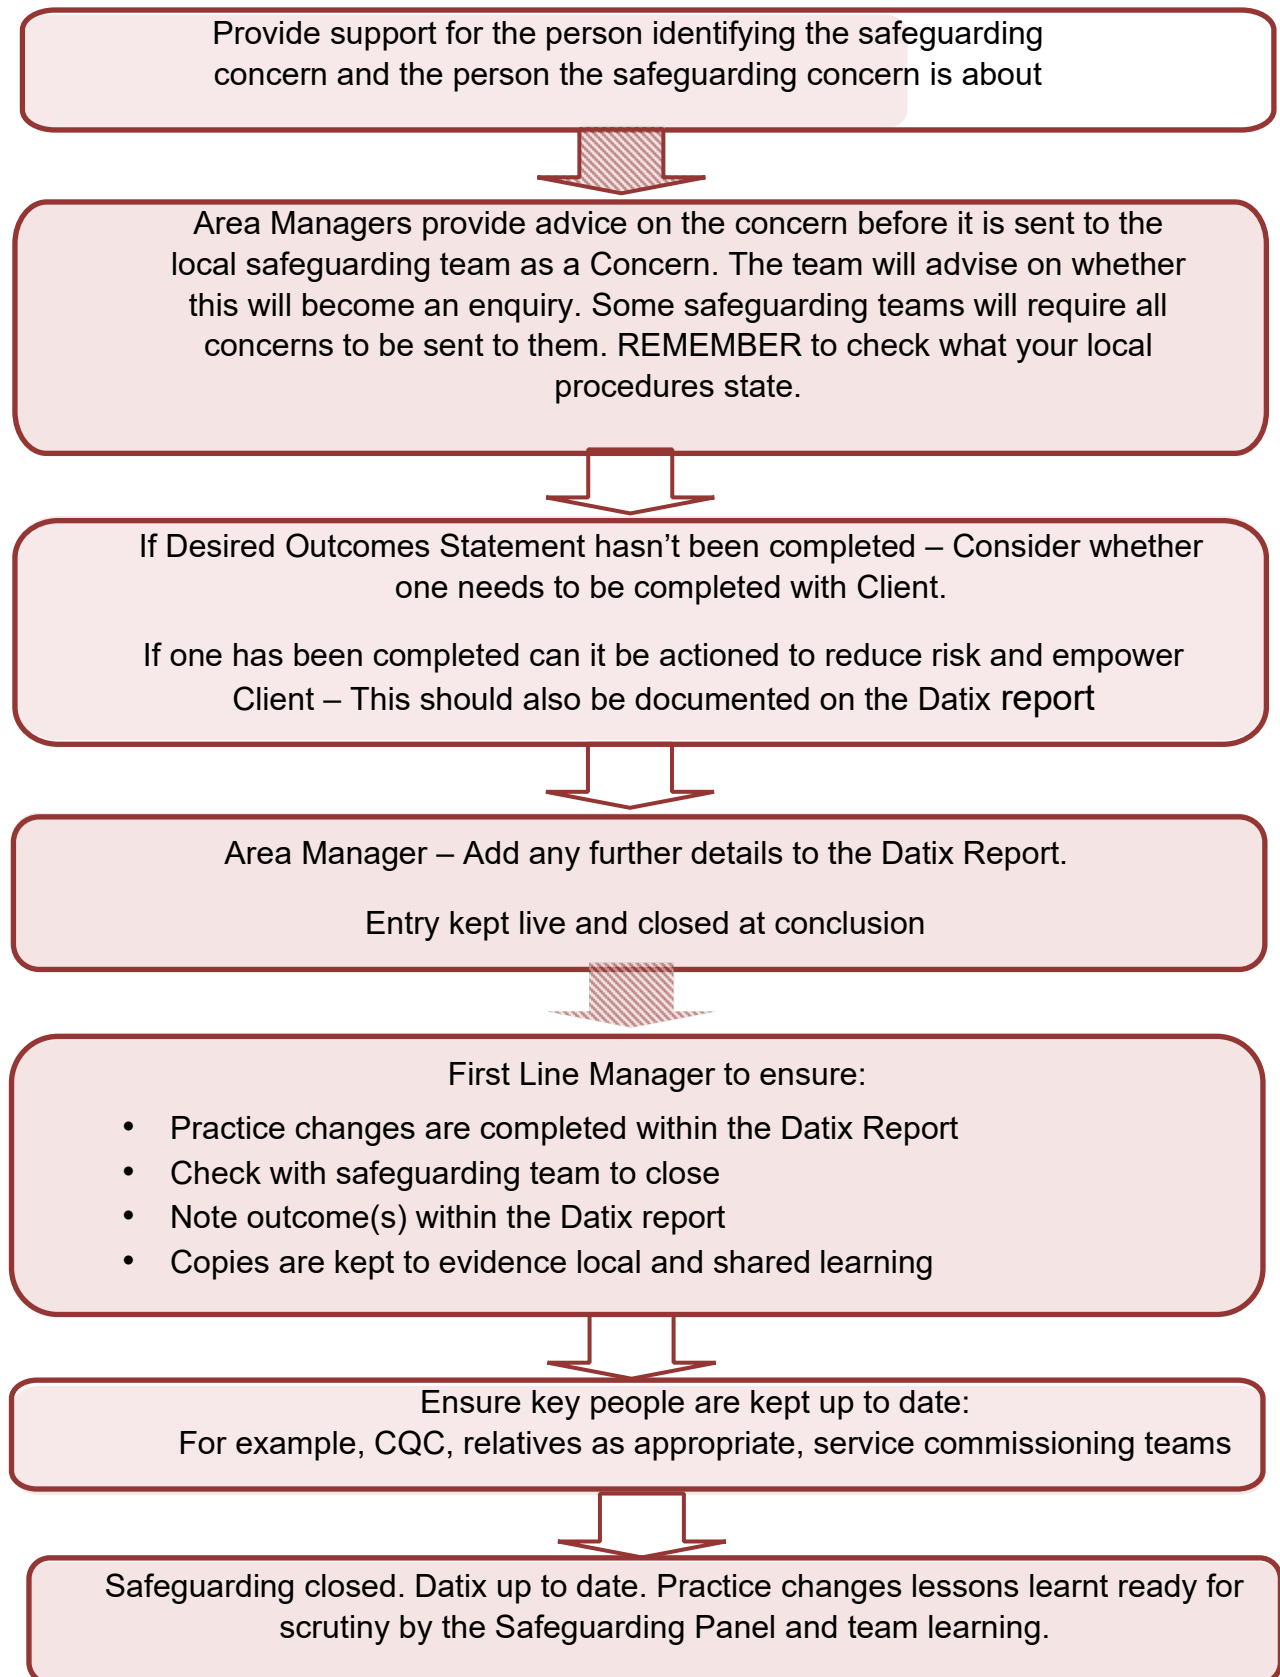 Provide support for the person identifying the safeguarding
concern and the person the safeguarding concern is about
Area Managers provide advice on the concern before it is sent to the
local safeguarding team as a Concern. The team will advise on whether
this will become an enquiry. Some safeguarding teams will require all
concerns to be sent to them. REMEMBER to check what your local
procedures state.
If Desired Outcomes Statement hasn’t been completed – Consider whether
one needs to be completed with Client.
If one has been completed can it be actioned to reduce risk and empower
Client – This should also be documented on the Datix report
Area Manager – Add any further details to the Datix Report.
Entry kept live and closed at conclusion
First Line Manager to ensure:
• Practice changes are completed within the Datix Report
• Check with safeguarding team to close
• Note outcome(s) within the Datix report
• Copies are kept to evidence local and shared learning
Ensure key people are kept up to date:
For example, CQC, relatives as appropriate, service commissioning teams
Safeguarding closed. Datix up to date. Practice changes lessons learnt ready for
scrutiny by the Safeguarding Panel and team learning.